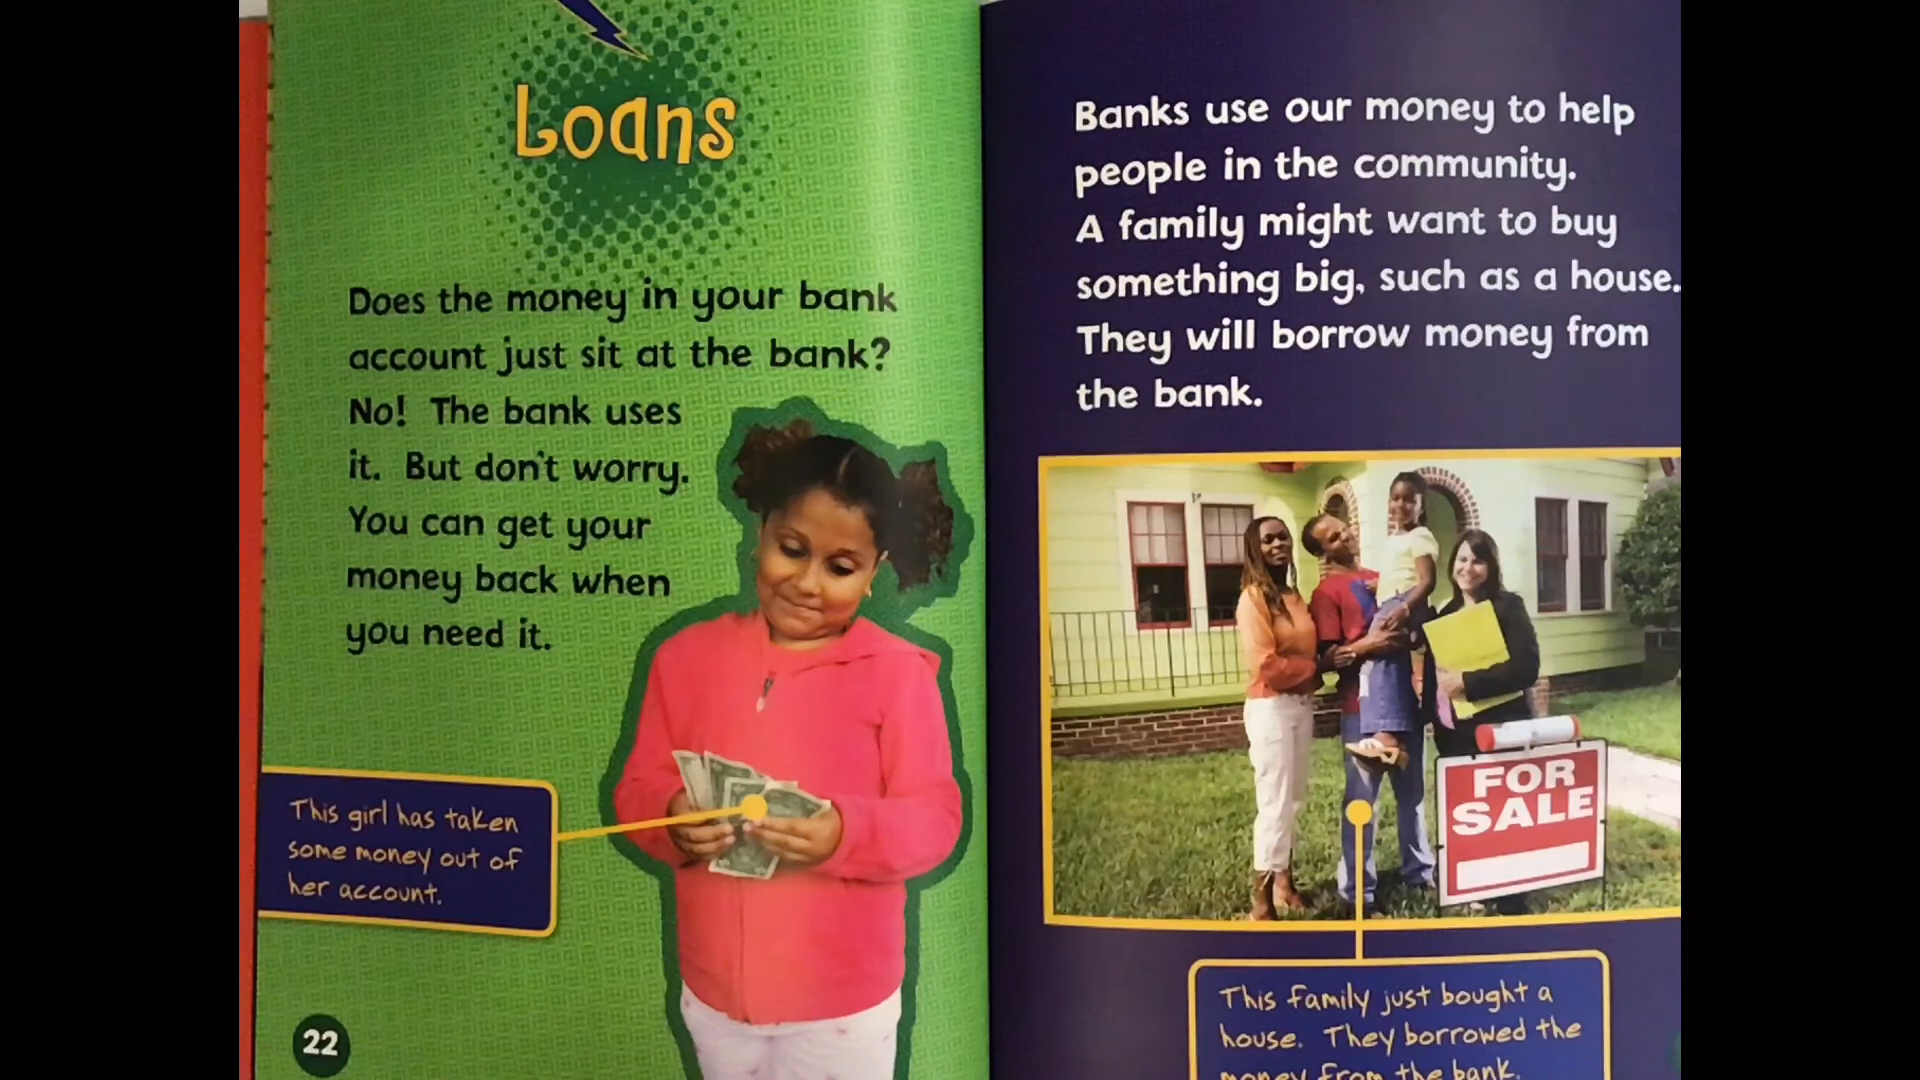 Loans
Does the money in your bank
account just sit at the bank?
No! The bank uses
it. But don't worry.
You can get your
money back when
you need it.
This girl has taken
some money out of
her account.
22
Banks use our money to help
people in the community.
A family might want to buy
something big, such as a house.
They will borrow money from
the bank.
FOR
SALE
This family just bought a
house. They borrowed the
money from the bank.